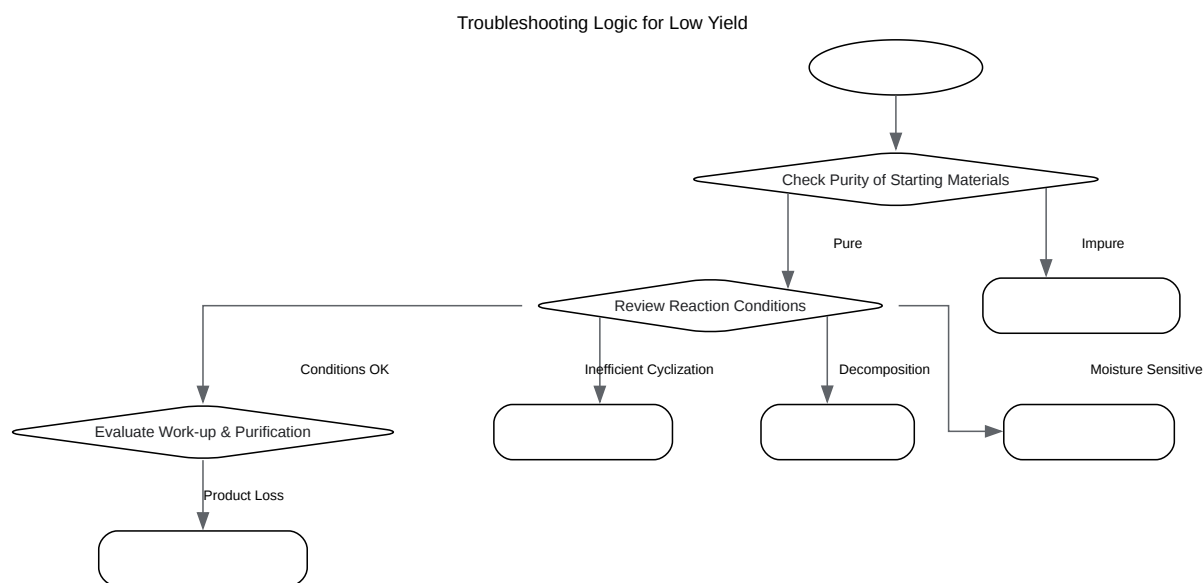 Troubleshooting Logic for Low Yield
Check Purity of Starting Materials
Pure
Impure
Review Reaction Conditions
Conditions OK
Inefficient Cyclization
Decomposition
Moisture Sensitive
Evaluate Work-up & Purification
Product Loss